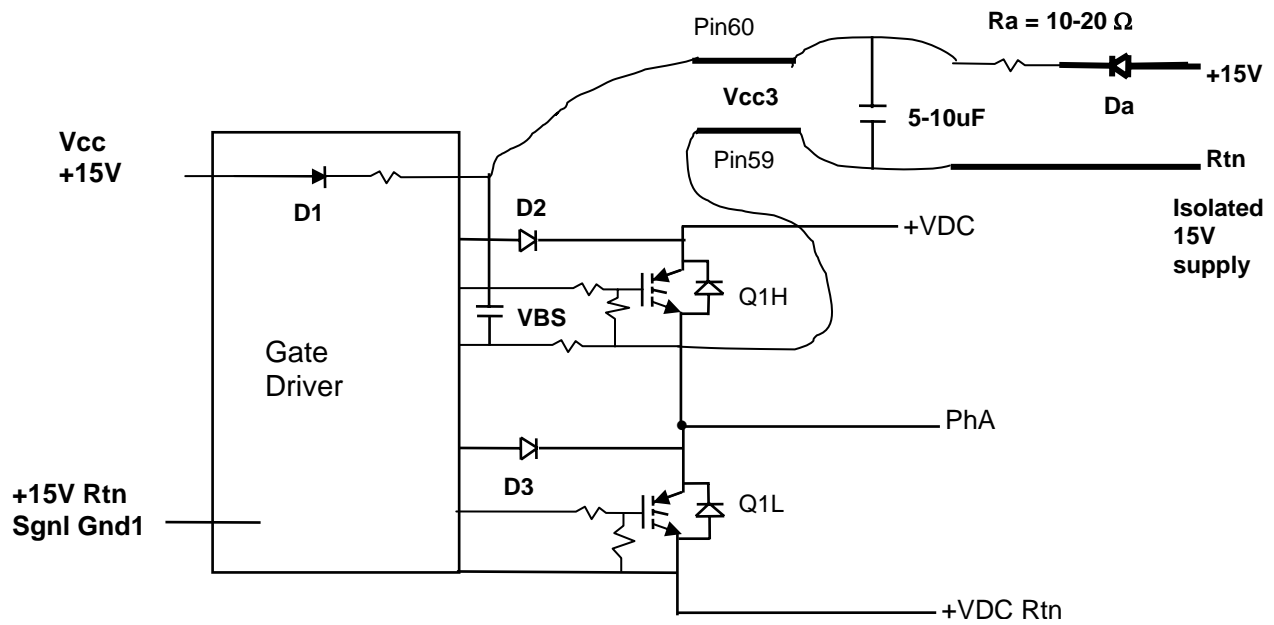 Pin60
Ra = 10-20 Ω
+15V
Vcc3
Da
5-10uF
Vcc
+15V
Pin59
Rtn
D1
D2
Isolated
15V
supply
+VDC
Q1H
VBS
Gate
Driver
PhA
D3
Q1L
+15V Rtn
Sgnl Gnd1
+VDC Rtn